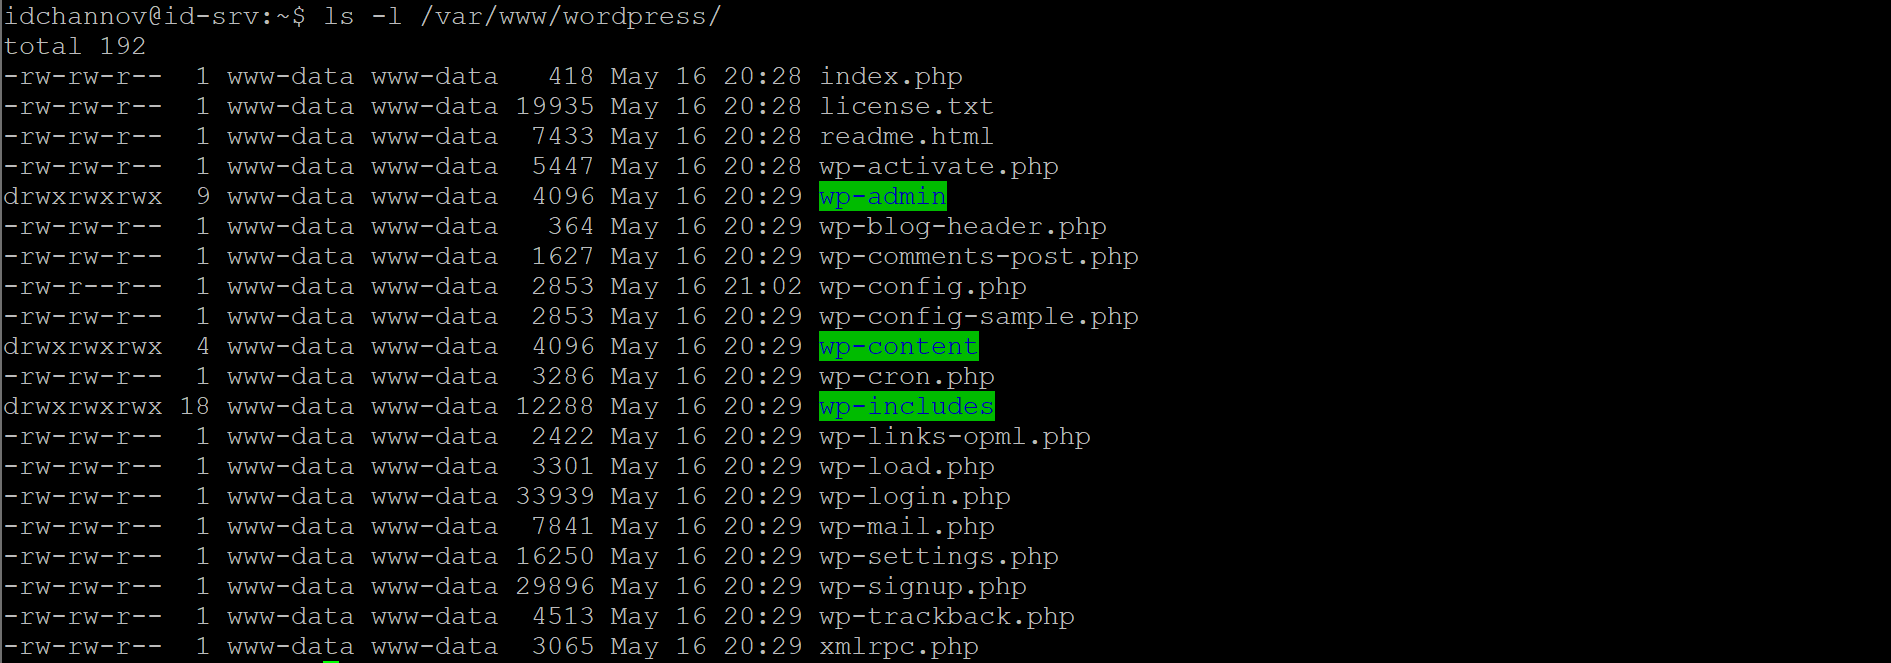 idchannov@id-srv:~$ ls -l /var/www/wordpress/
total 192
-rw-rw-r--  1 www-data www-data   418 May 16 20:28 index.php
-rw-rw-r--  1 www-data www-data 19935 May 16 20:28 license.txt
-rw-rw-r--  1 www-data www-data  7433 May 16 20:28 readme.html
-rw-rw-r--  1 www-data www-data  5447 May 16 20:28 wp-activate.php
drwxrwxrwx  9 www-data www-data  4096 May 16 20:29 wp-admin
-rw-rw-r--  1 www-data www-data   364 May 16 20:29 wp-blog-header.php
-rw-rw-r--  1 www-data www-data  1627 May 16 20:29 wp-comments-post.php
-rw-r--r--  1 www-data www-data  2853 May 16 21:02 wp-config.php
-rw-rw-r--  1 www-data www-data  2853 May 16 20:29 wp-config-sample.php
drwxrwxrwx  4 www-data www-data  4096 May 16 20:29 wp-content
-rw-rw-r--  1 www-data www-data  3286 May 16 20:29 wp-cron.php
drwxrwxrwx 18 www-data www-data 12288 May 16 20:29 wp-includes
-rw-rw-r--  1 www-data www-data  2422 May 16 20:29 wp-links-opml.php
-rw-rw-r--  1 www-data www-data  3301 May 16 20:29 wp-load.php
-rw-rw-r--  1 www-data www-data 33939 May 16 20:29 wp-login.php
-rw-rw-r--  1 www-data www-data  7841 May 16 20:29 wp-mail.php
-rw-rw-r--  1 www-data www-data 16250 May 16 20:29 wp-settings.php
-rw-rw-r--  1 www-data www-data 29896 May 16 20:29 wp-signup.php
-rw-rw-r--  1 www-data www-data  4513 May 16 20:29 wp-trackback.php
-rw-rw-r--  1 www-data www-data  3065 May 16 20:29 xmlrpc.php